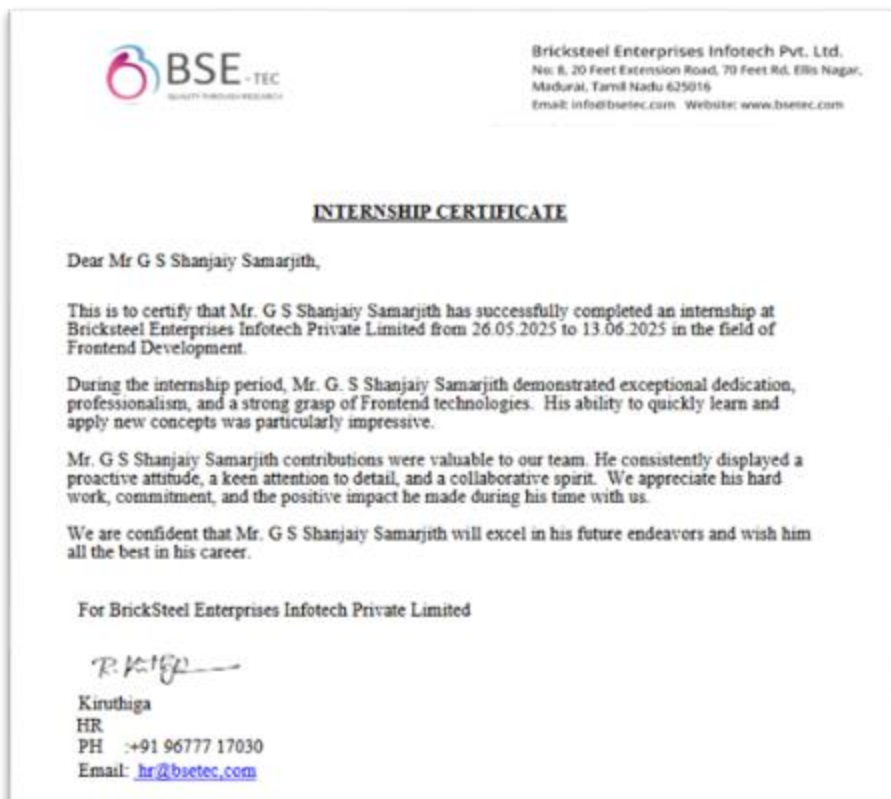 BSE-TEC
QUALITY THROUGH RESEARCH
Bricksteel Enterprises Infotech Pvt. Ltd.
No: 8, 20 Feet Extension Road, 70 Feet Rd, Ellis Nagar,
Madurai, Tamil Nadu 625016
Email: info@bsetec.com Website: www.bsetec.com
INTERNSHIP CERTIFICATE
Dear Mr G S Shanjaiy Samarjith,
This is to certify that Mr. G S Shanjaiy Samarjith has successfully completed an internship at
Bricksteel Enterprises Infotech Private Limited from 26.05.2025 to 13.06.2025 in the field of
Frontend Development.
During the internship period, Mr. G. S Shanjaiy Samarjith demonstrated exceptional dedication,
professionalism, and a strong grasp of Frontend technologies. His ability to quickly learn and
apply new concepts was particularly impressive.
Mr. G S Shanjaiy Samarjith contributions were valuable to our team. He consistently displayed a
proactive attitude, a keen attention to detail, and a collaborative spirit. We appreciate his hard
work, commitment, and the positive impact he made during his time with us.
We are confident that Mr. G S Shanjaiy Samarjith will excel in his future endeavors and wish him
all the best in his career.
For BrickSteel Enterprises Infotech Private Limited
Kiruthiga
HR
PH :+91 96777 17030
Email: hr@bsetec,com